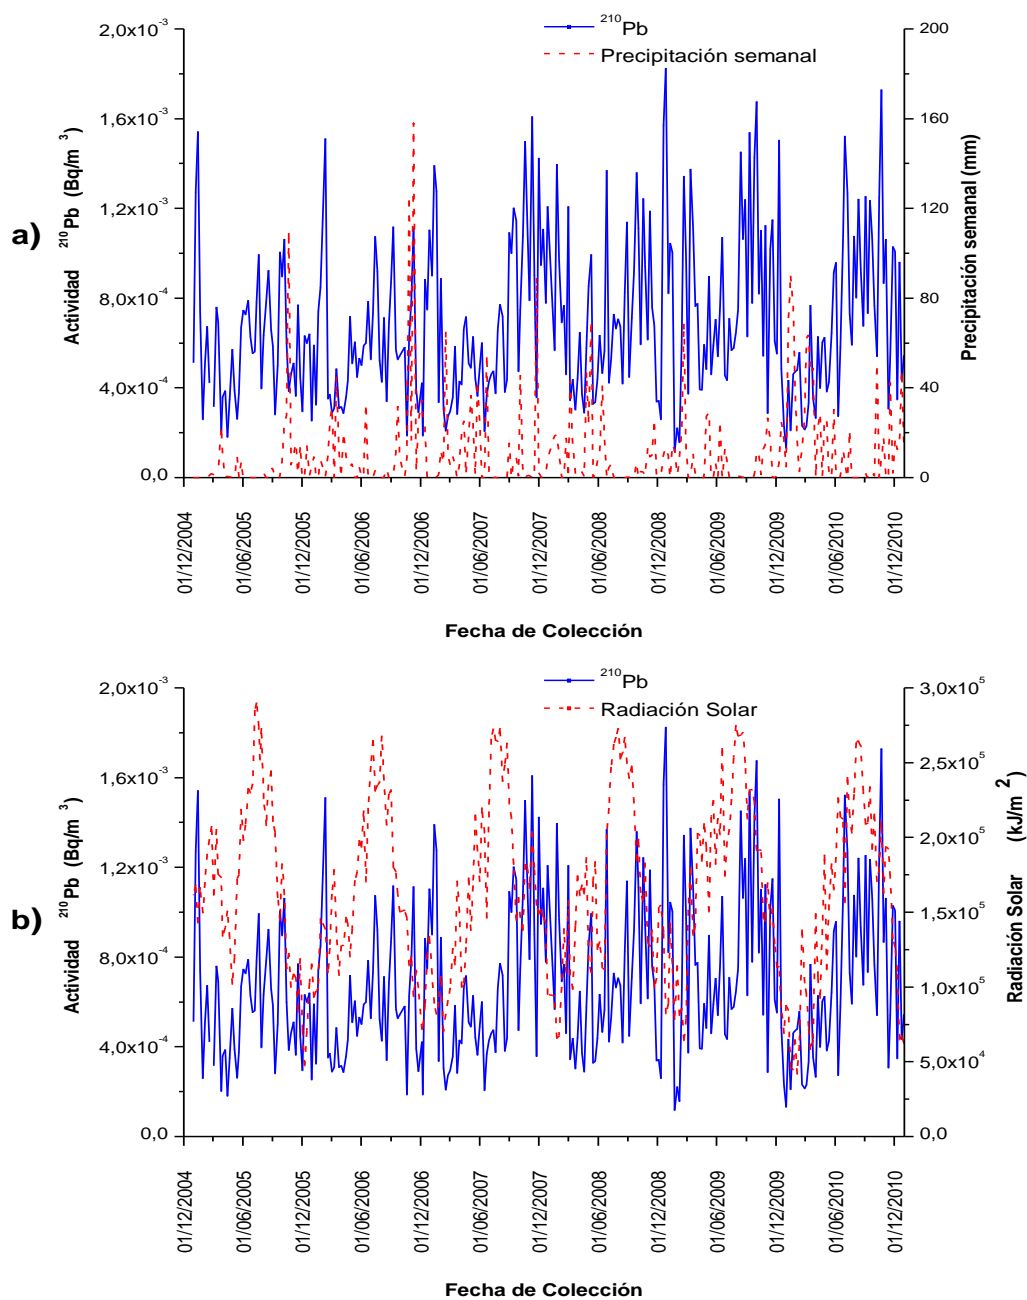 a)
²¹⁰Pb
Precipitación semanal
Actividad ²¹⁰Pb (Bq/m³)
2,0x10⁻³
1,6x10⁻³
1,2x10⁻³
8,0x10⁻⁴
4,0x10⁻⁴
0,0
200
160
120
80
40
0
Precipitación semanal (mm)
01/12/2004
01/06/2005
01/12/2005
01/06/2006
01/12/2006
01/06/2007
01/12/2007
01/06/2008
01/12/2008
01/06/2009
01/12/2009
01/06/2010
01/12/2010
Fecha de Colección
b)
²¹⁰Pb
Radiación Solar
Actividad ²¹⁰Pb (Bq/m³)
2,0x10⁻³
1,6x10⁻³
1,2x10⁻³
8,0x10⁻⁴
4,0x10⁻⁴
0,0
3,0x10⁵
2,5x10⁵
2,0x10⁵
1,5x10⁵
1,0x10⁵
5,0x10⁴
0,0
Radiación Solar (kJ/m²)
01/12/2004
01/06/2005
01/12/2005
01/06/2006
01/12/2006
01/06/2007
01/12/2007
01/06/2008
01/12/2008
01/06/2009
01/12/2009
01/06/2010
01/12/2010
Fecha de Colección